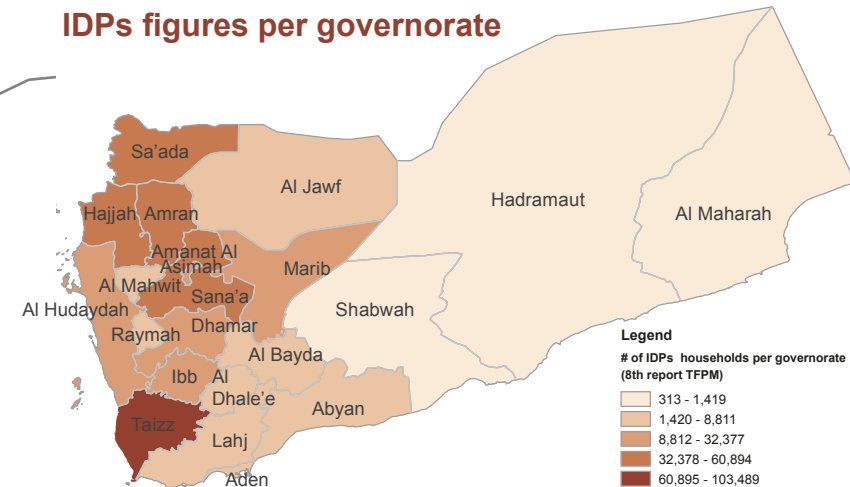 IDPs figures per governorate
Sa'ada
Al Jawf
Hadramaut
Al Maharah
Hajjah
Amran
Amanat Al
Asimah
Marib
Al Mahwit
Sana'a
Al Hudaydah
Shabwah
Raymah
Dhamar
Al Bayda
Ibb
Al
Dhale'e
Abyan
Taizz
Lahj
Aden
Legend
# of IDPs households per governorate
(8th report TFPM)
313 - 1,419
1,420 - 8,811
8,812 - 32,377
32,378 - 60,894
60,895 - 103,489